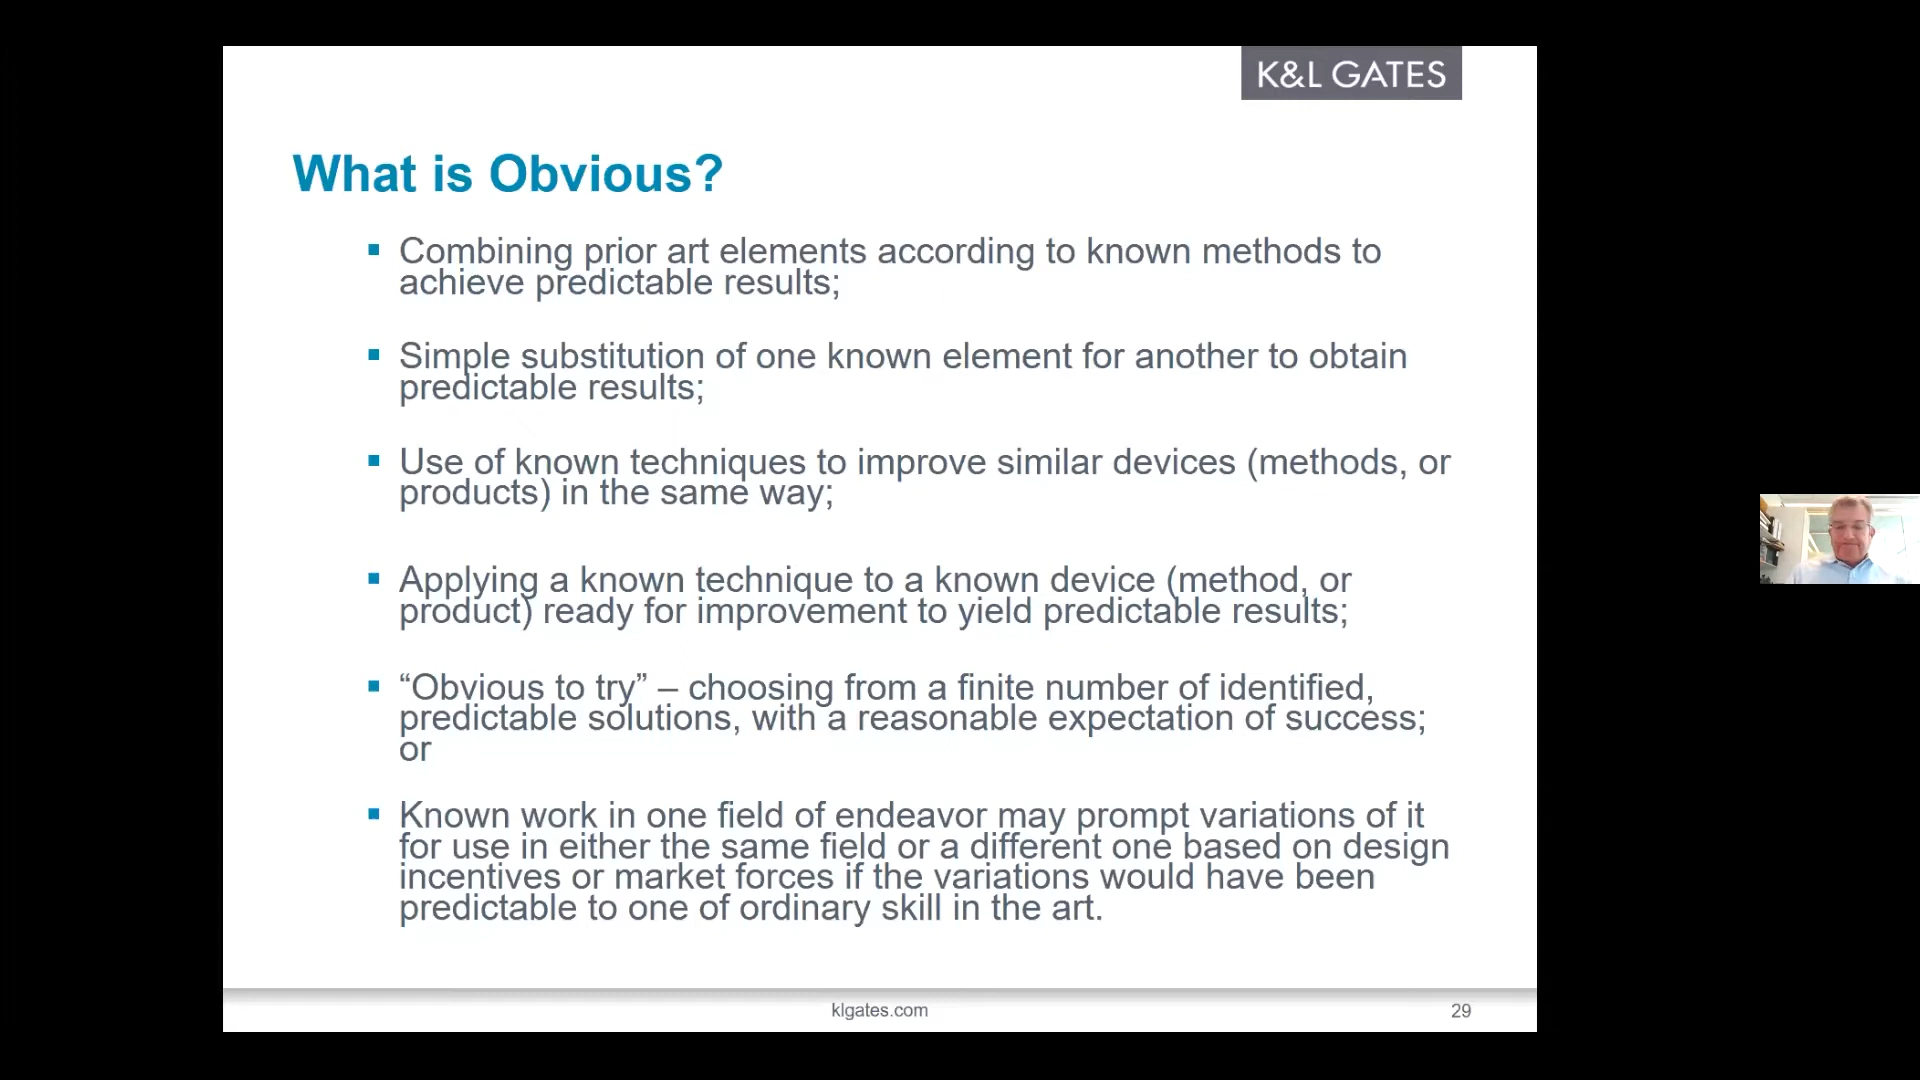 K&L GATES
What is Obvious?
▪ Combining prior art elements according to known methods to
achieve predictable results;
▪ Simple substitution of one known element for another to obtain
predictable results;
▪ Use of known techniques to improve similar devices (methods, or
products) in the same way;
▪ Applying a known technique to a known device (method, or
product) ready for improvement to yield predictable results;
▪ “Obvious to try” – choosing from a finite number of identified,
predictable solutions, with a reasonable expectation of success;
or
▪ Known work in one field of endeavor may prompt variations of it
for use in either the same field or a different one based on design
incentives or market forces if the variations would have been
predictable to one of ordinary skill in the art.
klgates.com
29